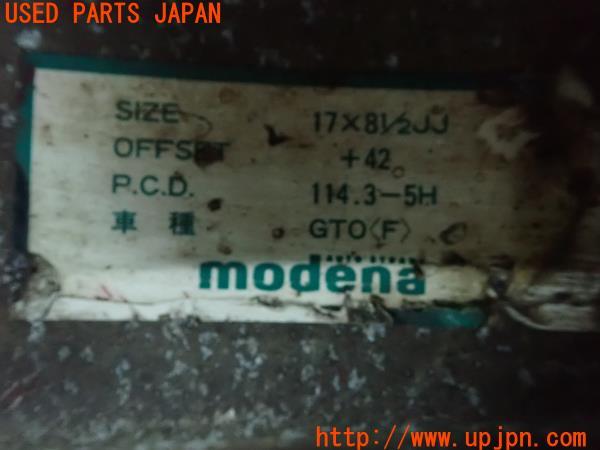 USED PARTS JAPAN
SIZE 17×8½JJ
OFFSET +42
P.C.D. 114.3-5H
車種 GTO〈F〉
modena
http://www.upjpn.com/